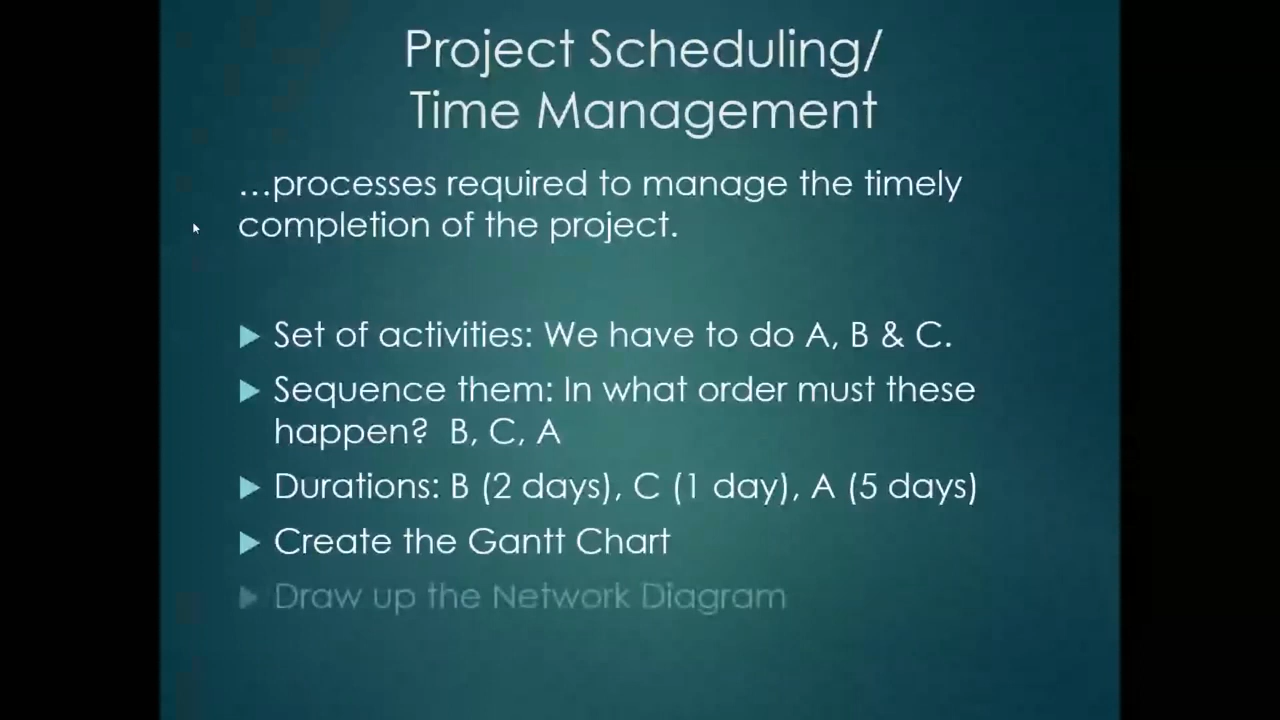 Project Scheduling/
Time Management
...processes required to manage the timely
completion of the project.
Set of activities: We have to do A, B & C.
Sequence them: In what order must these
happen?  B, C, A
Durations: B (2 days), C (1 day), A (5 days)
Create the Gantt Chart
Draw up the Network Diagram